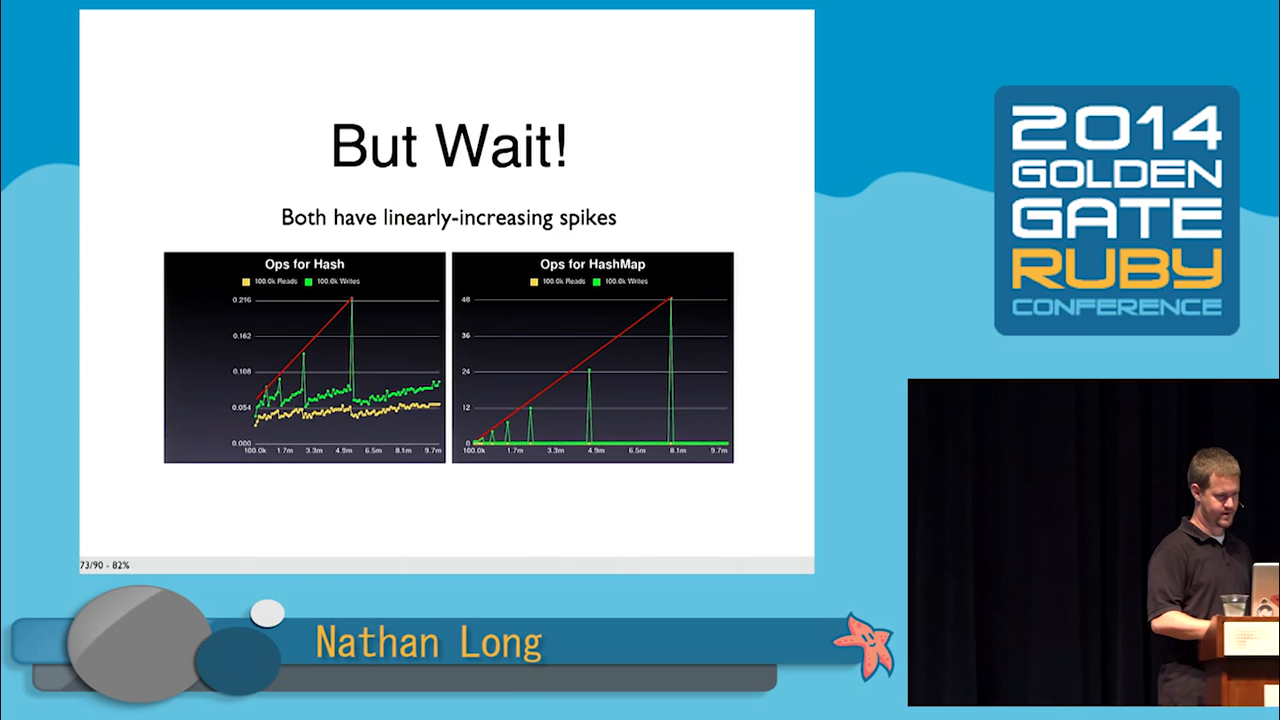 But Wait!
Both have linearly-increasing spikes
Ops for Hash
100.0k Reads 100.0k Writes
0.216
0.162
0.108
0.054
0.000
100.0k 1.7m 3.3m 4.9m 6.5m 8.1m 9.7m
Ops for HashMap
100.0k Reads 100.0k Writes
48
36
24
12
0
100.0k 1.7m 3.3m 4.9m 6.5m 8.1m 9.7m
73/90 - 82%
2014
GOLDEN
GATE
RUBY
CONFERENCE
Nathan Long